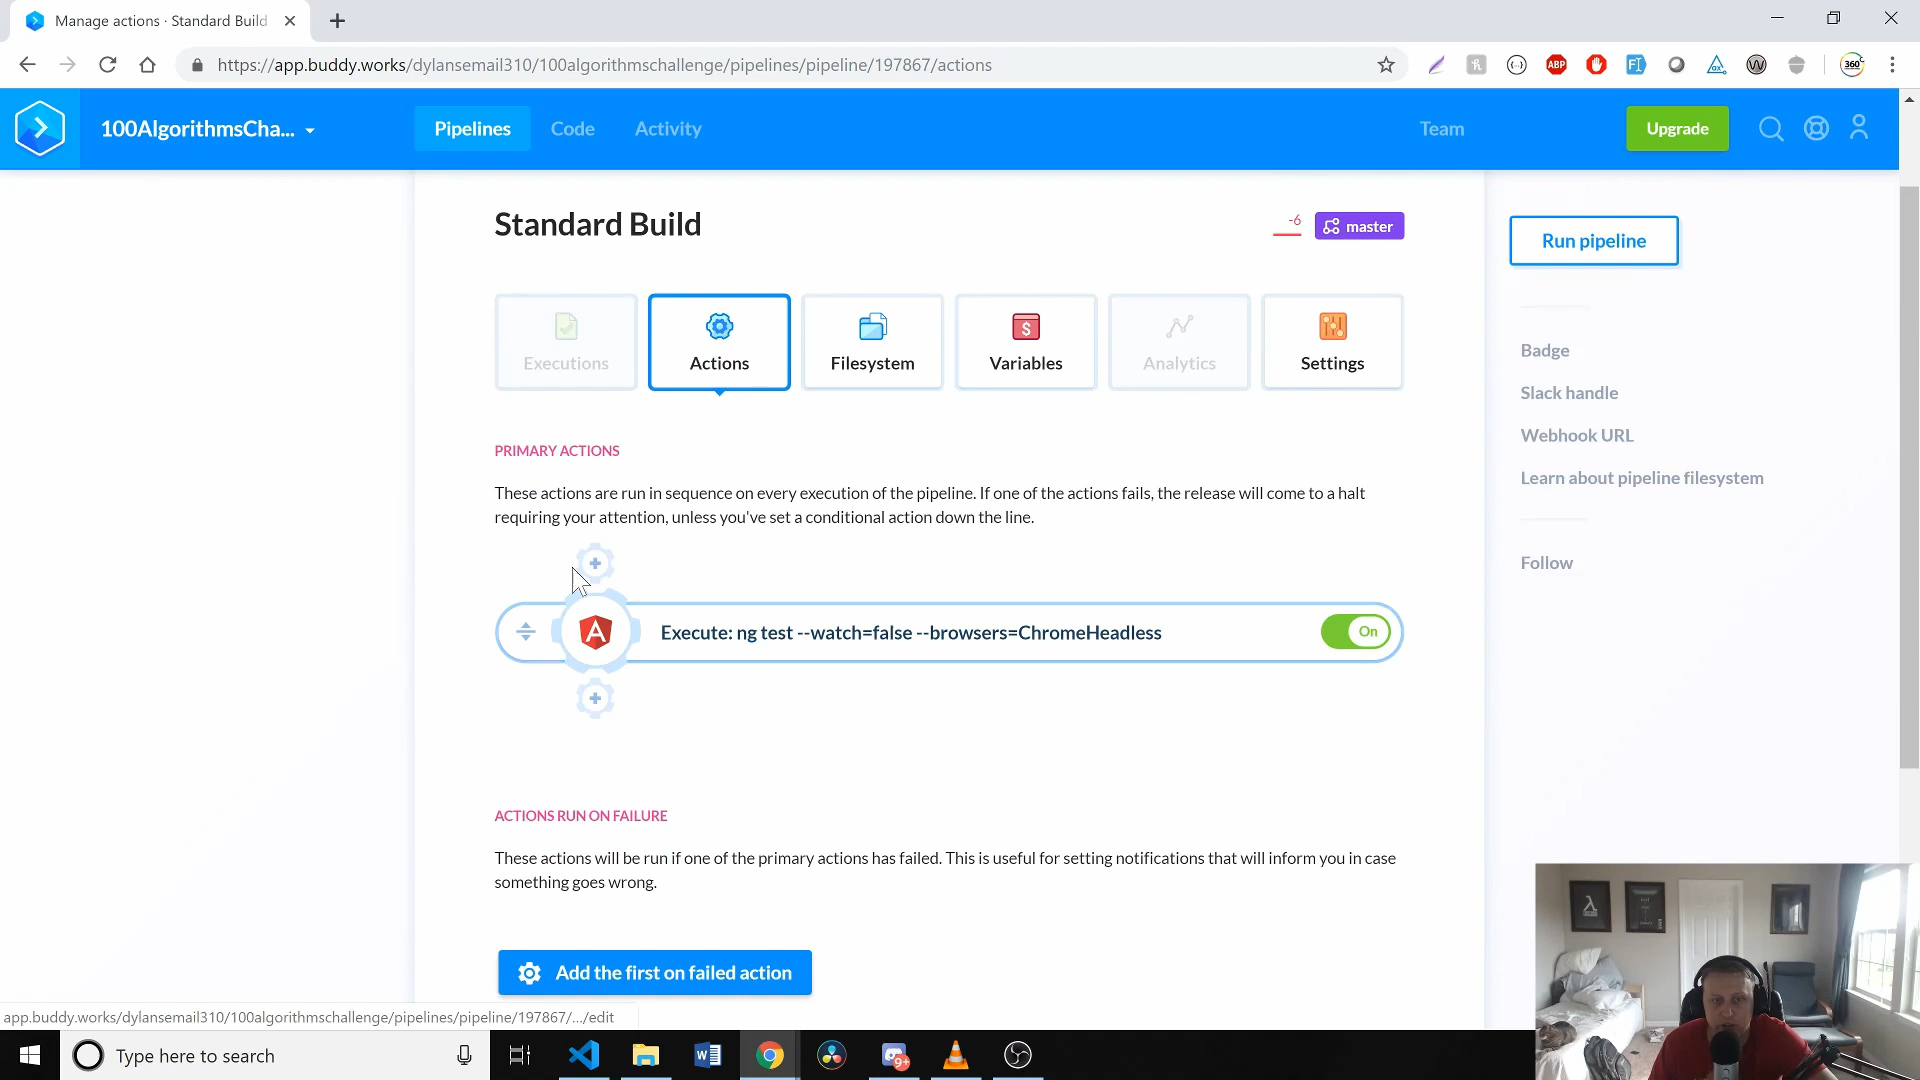 Manage actions · Standard Build
https://app.buddy.works/dylansemail310/100algorithmschallenge/pipelines/pipeline/197867/actions
ABP
360°
100AlgorithmsCha...
Pipelines
Code
Activity
Team
Upgrade
Standard Build
-6
master
Run pipeline
Executions
Actions
Filesystem
Variables
Analytics
Settings
Badge
Slack handle
Webhook URL
Learn about pipeline filesystem
Follow
PRIMARY ACTIONS
These actions are run in sequence on every execution of the pipeline. If one of the actions fails, the release will come to a halt
requiring your attention, unless you've set a conditional action down the line.
Execute: ng test --watch=false --browsers=ChromeHeadless
On
ACTIONS RUN ON FAILURE
These actions will be run if one of the primary actions has failed. This is useful for setting notifications that will inform you in case
something goes wrong.
Add the first on failed action
app.buddy.works/dylansemail310/100algorithmschallenge/pipelines/pipeline/197867/.../edit
Type here to search
9+